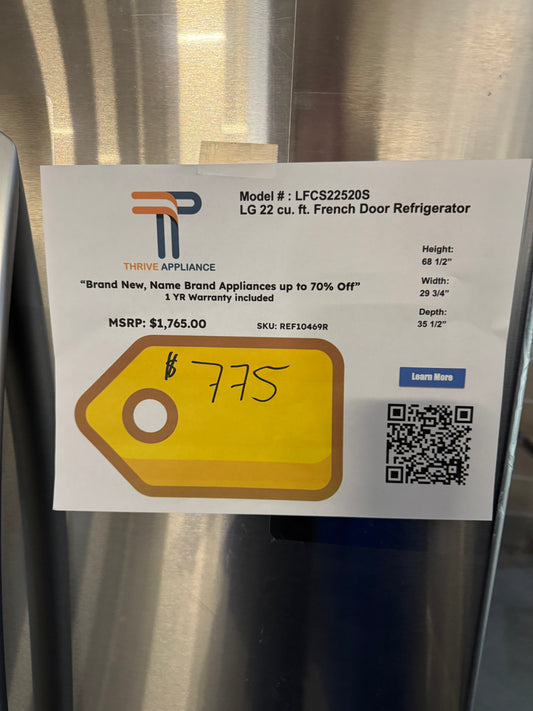 Model # : LFCS22520S
LG 22 cu. ft. French Door Refrigerator
THRIVE APPLIANCE
"Brand New, Name Brand Appliances up to 70% Off"
1 YR Warranty included
Height:
68 1/2"
Width:
29 3/4"
Depth:
35 1/2"
MSRP: $1,765.00
SKU: REF10469R
$775
Learn More